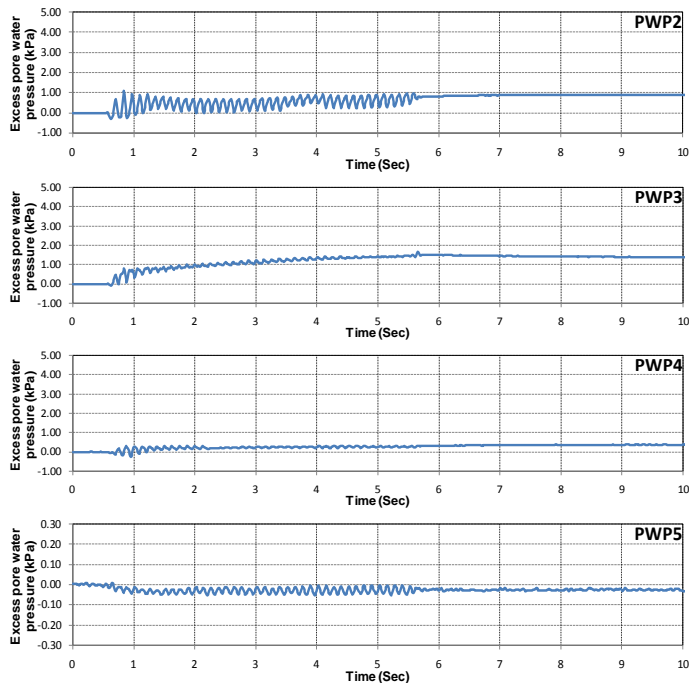 PWP2
Excess pore water
pressure (kPa)
5.00
4.00
3.00
2.00
1.00
0.00
-1.00
0 1 2 3 4 5 6 7 8 9 10
Time (Sec)
PWP3
Excess pore water
pressure (kPa)
5.00
4.00
3.00
2.00
1.00
0.00
-1.00
0 1 2 3 4 5 6 7 8 9 10
Time (Sec)
PWP4
Excess pore water
pressure (kPa)
5.00
4.00
3.00
2.00
1.00
0.00
-1.00
0 1 2 3 4 5 6 7 8 9 10
Time (Sec)
PWP5
Excess pore water
pressure (kPa)
0.30
0.20
0.10
0.00
-0.10
-0.20
-0.30
0 1 2 3 4 5 6 7 8 9 10
Time (Sec)